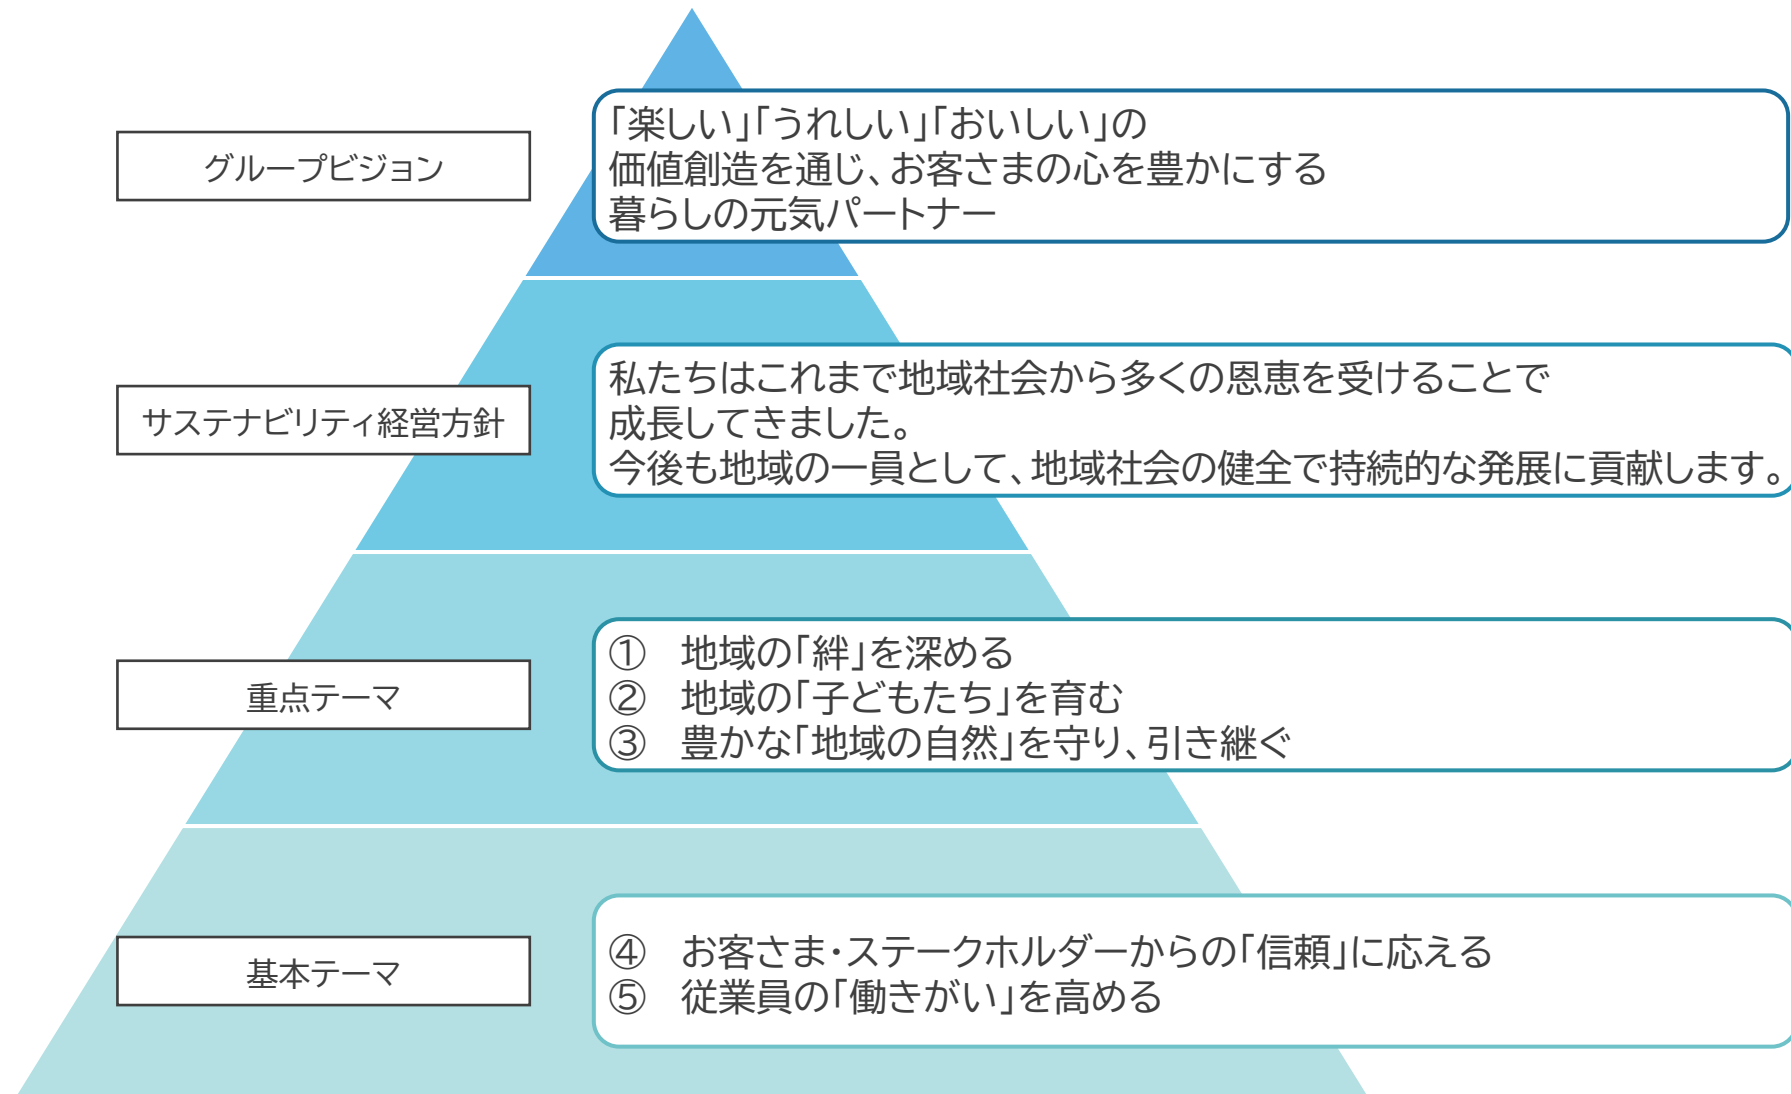 グループビジョン
「楽しい」「うれしい」「おいしい」の
価値創造を通じ、お客さまの心を豊かにする
暮らしの元気パートナー
サステナビリティ経営方針
私たちはこれまで地域社会から多くの恩恵を受けることで
成長してきました。
今後も地域の一員として、地域社会の健全で持続的な発展に貢献します。
重点テーマ
① 地域の「絆」を深める
② 地域の「子どもたち」を育む
③ 豊かな「地域の自然」を守り、引き継ぐ
基本テーマ
④ お客さま・ステークホルダーからの「信頼」に応える
⑤ 従業員の「働きがい」を高める